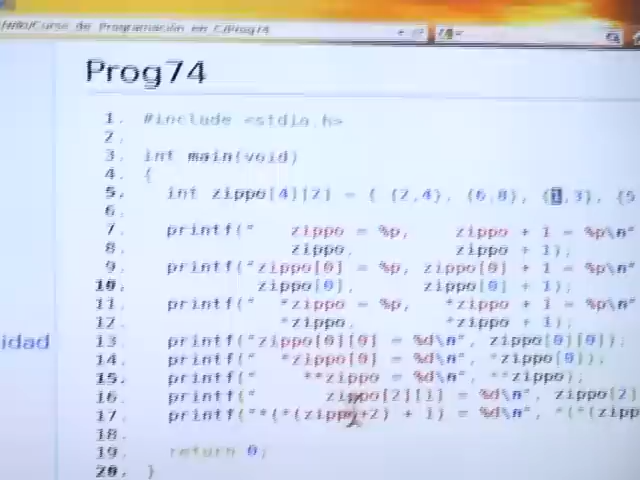 /Wiki/Curso de Programación en C/Prog74
Prog74
1. #include <stdio.h>
2.
3. int main(void)
4. {
5. int zippo[4][2] = { {2,4}, {6,8}, {1,3}, {5
6.
7. printf(" zippo = %p, zippo + 1 = %p\n"
8. zippo, zippo + 1);
9. printf("zippo[0] = %p, zippo[0] + 1 = %p\n"
10. zippo[0], zippo[0] + 1);
11. printf(" *zippo = %p, *zippo + 1 = %p\n"
12. *zippo, *zippo + 1);
13. printf("zippo[0][0] = %d\n", zippo[0][0]);
14. printf(" *zippo[0] = %d\n", *zippo[0]);
15. printf(" **zippo = %d\n", **zippo);
16. printf(" zippo[2][1] = %d\n", zippo[2]
17. printf("*(*(zippo+2) + 1) = %d\n", *(*(zippo
18.
19. return 0;
20. }
idad